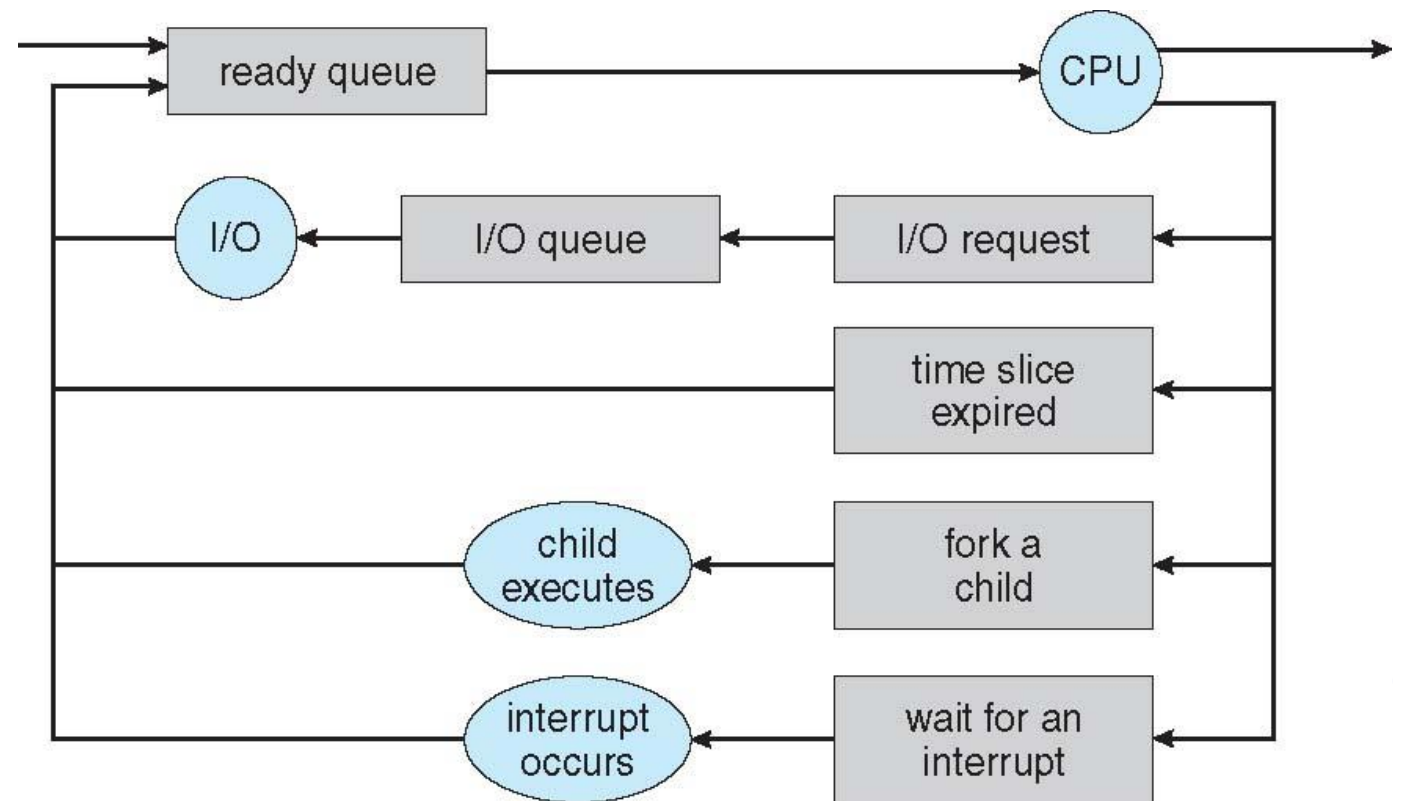 ready queue
CPU
I/O
I/O queue
I/O request
time slice
expired
child
executes
fork a
child
interrupt
occurs
wait for an
interrupt